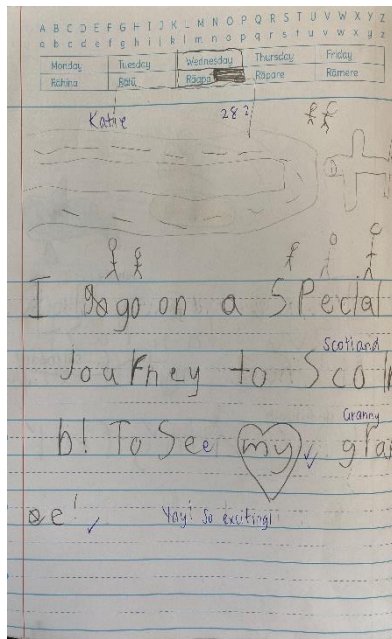 A B C D E F G H I J K L M N O P Q R S T U V W X Y Z
a b c d e f g h i j k l m n o p q r s t u v w x y z
Monday Tuesday Wednesday Thursday Friday
Rāhina Rātū Rāapa Rāpare Rāmere
Katie 28
I go on a SPecial
Scotland
Journey to Sco
Granny
b! To See my gra
e!
Yay! So exciting!